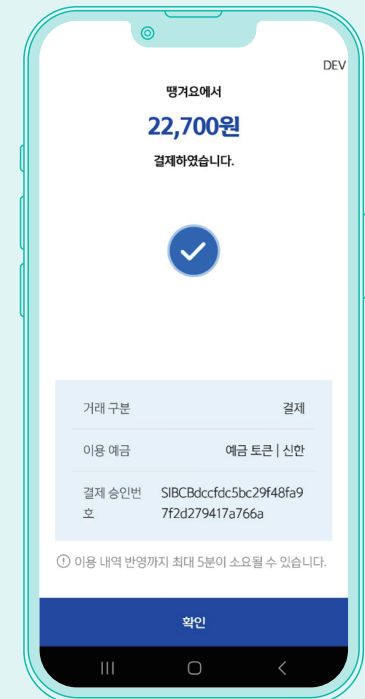 DEV
땡겨요에서
22,700원
결제하였습니다.
거래 구분 결제
이용 예금 예금 토큰 | 신한
결제 승인번 SIBCBdccfdc5bc29f48fa9
호 7f2d279417a766a
이용 내역 반영까지 최대 5분이 소요될 수 있습니다.
확인